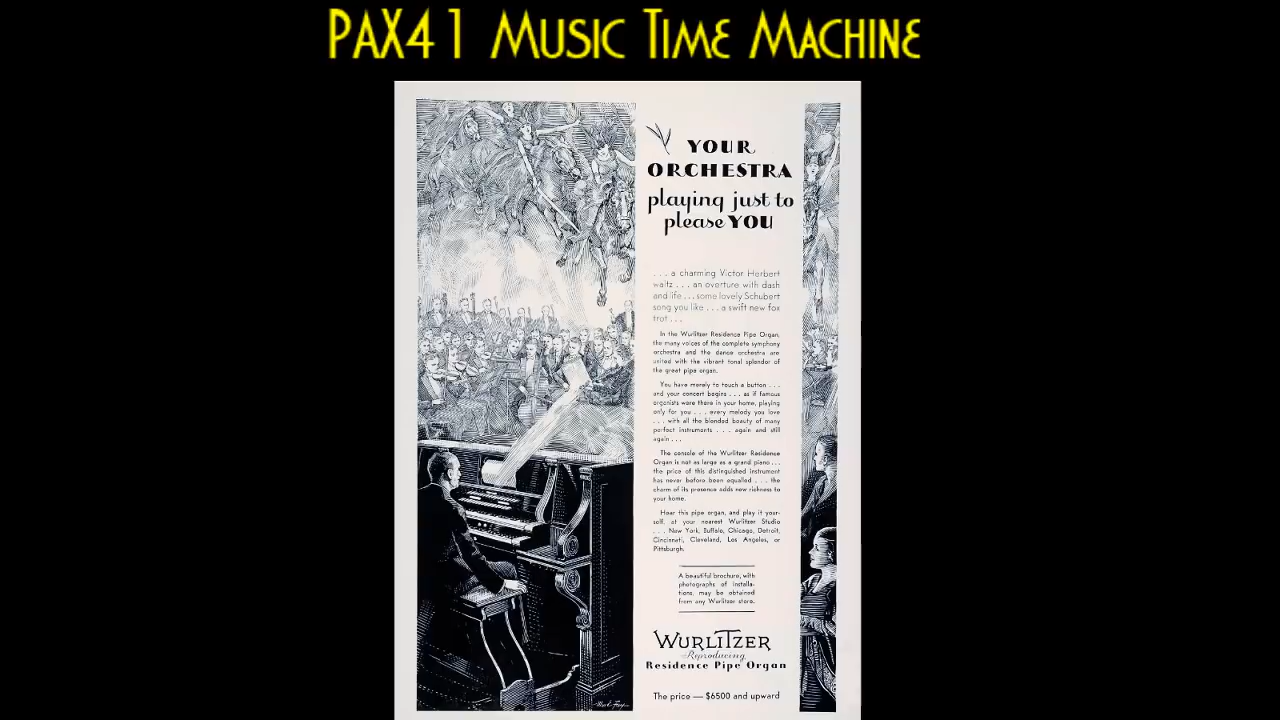 PAX41 MUSIC TIME MACHINE
YOUR
ORCHESTRA
playing just to
please YOU
. . . a charming Victor Herbert
waltz . . . an overture with dash
and life . . . some lovely Schubert
song you like . . . a swift new fox
trot . . .
In the Wurlitzer Residence Pipe Organ,
the many voices of the complete symphony
orchestra and the dance orchestra are
united with the vibrant tonal splendor of
the great pipe organ.
You have merely to touch a button . . .
and your concert begins . . . as if famous
organists were there in your home, playing
only for you . . . every melody you love
. . . with all the blended beauty of many
perfect instruments . . . again and still
again . . .
The console of the Wurlitzer Residence
Organ is not as large as a grand piano . . .
the price of this distinguished instrument
has never before been equalled . . . the
charm of its presence adds new richness to
your home.
Hear this pipe organ, and play it your-
self, at your nearest Wurlitzer Studio
. . . New York, Buffalo, Chicago, Detroit,
Cincinnati, Cleveland, Los Angeles, or
Pittsburgh.
A beautiful brochure, with
photographs of installa-
tions, may be obtained
from any Wurlitzer store.
WURLITZER
Reproducing
Residence Pipe Organ
The price — $6500 and upward